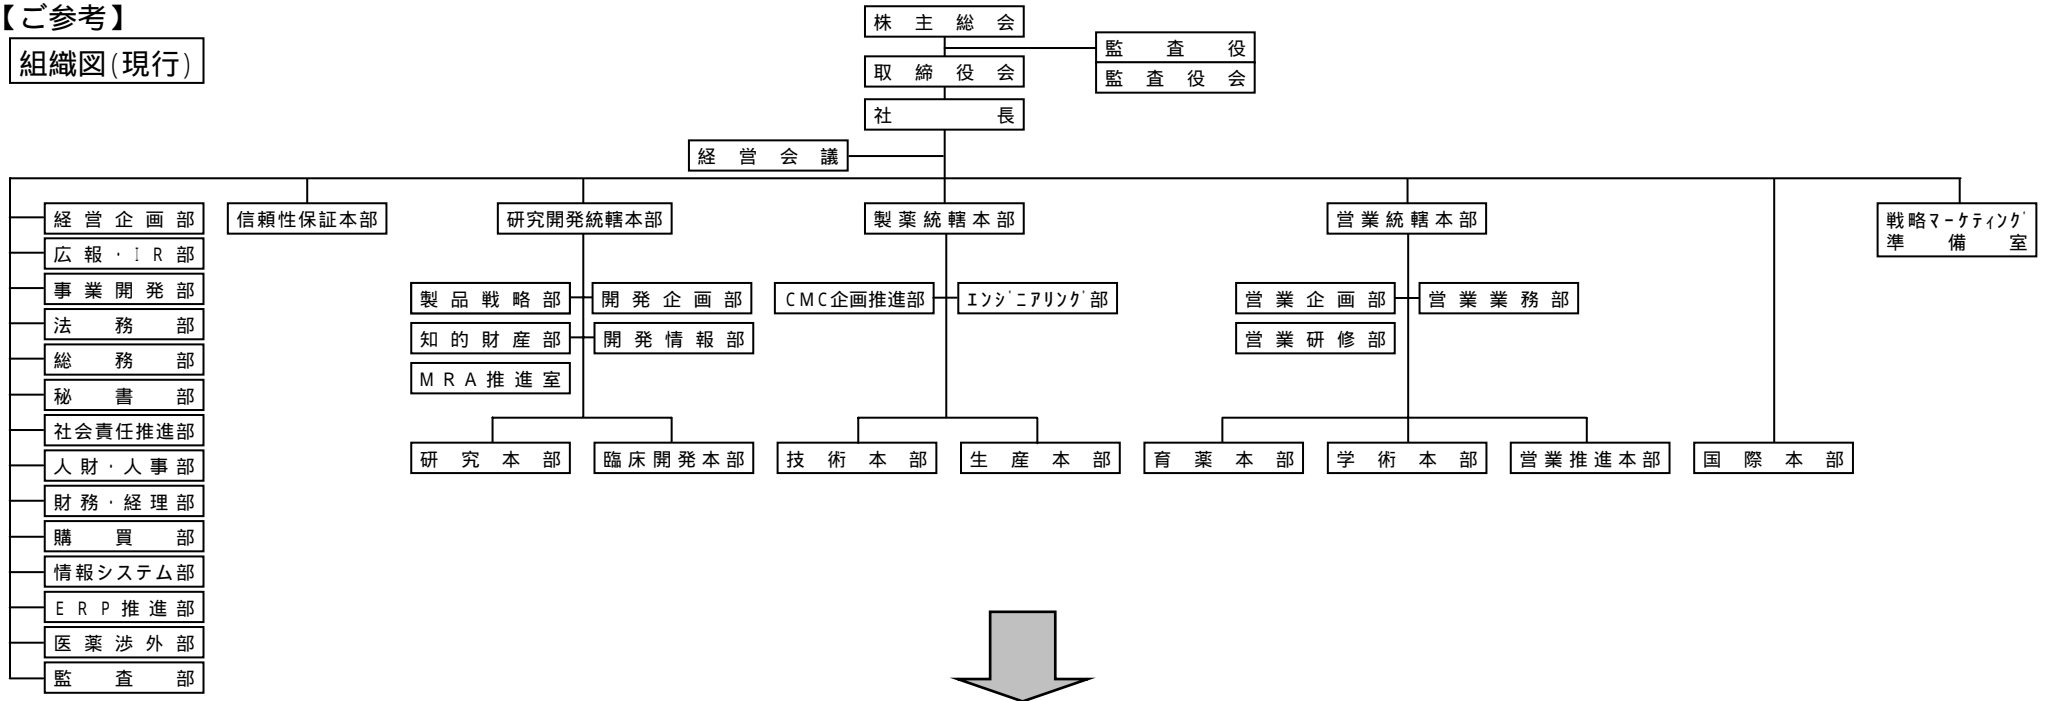 【ご参考】
組織図(現行)
株主総会
監査役
監査役会
取締役会
社長
経営会議
経営企画部
広報・IR部
事業開発部
法務部
総務部
秘書部
社会責任推進部
人財・人事部
財務・経理部
購買部
情報システム部
ERP推進部
医薬渉外部
監査部
信頼性保証本部
研究開発統轄本部
製品戦略部
開発企画部
知的財産部
開発情報部
MRA推進室
研究本部
臨床開発本部
製薬統轄本部
CMC企画推進部
エンジニアリング部
技術本部
生産本部
営業統轄本部
営業企画部
営業業務部
営業研修部
育薬本部
学術本部
営業推進本部
国際本部
戦略マーケティング
準備室